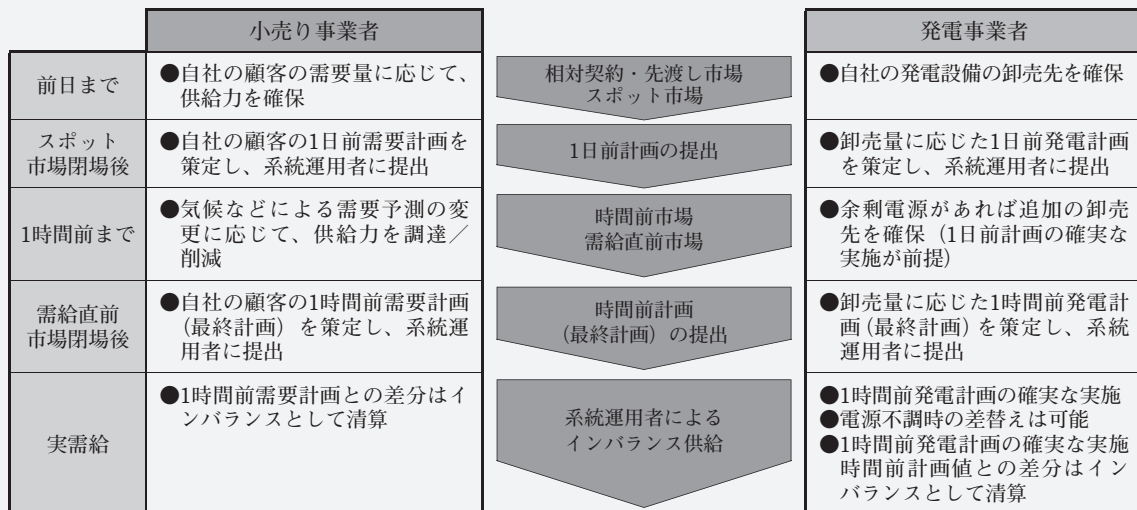 小売り事業者
発電事業者
前日まで
●自社の顧客の需要量に応じて、
供給力を確保
相対契約・先渡し市場
スポット市場
●自社の発電設備の卸売先を確保
スポット
市場閉場後
●自社の顧客の1日前需要計画を
策定し、系統運用者に提出
1日前計画の提出
●卸売量に応じた1日前発電計画
を策定し、系統運用者に提出
1時間前まで
●気候などによる需要予測の変
更に応じて、供給力を調達／
削減
時間前市場
需給直前市場
●余剰電源があれば追加の卸売
先を確保（1日前計画の確実な
実施が前提）
需給直前
市場閉場後
●自社の顧客の1時間前需要計画
（最終計画）を策定し、系統運
用者に提出
時間前計画
（最終計画）の提出
●卸売量に応じた1時間前発電計
画（最終計画）を策定し、系統
運用者に提出
実需給
●1時間前需要計画との差分はイ
ンバランスとして清算
系統運用者による
インバランス供給
●1時間前発電計画の確実な実施
●電源不調時の差替えは可能
●1時間前発電計画の確実な実施
時間前計画値との差分はイン
バランスとして清算